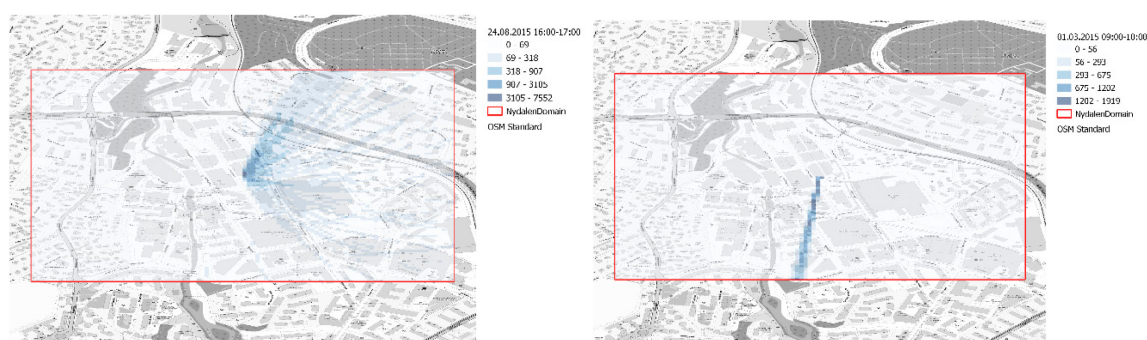 24.08.2015 16:00-17:00
0 - 69
69 - 318
318 - 907
907 - 3105
3105 - 7552
NydalenDomain
OSM Standard
01.03.2015 09:00-10:00
0 - 56
56 - 293
293 - 675
675 - 1202
1202 - 1919
NydalenDomain
OSM Standard